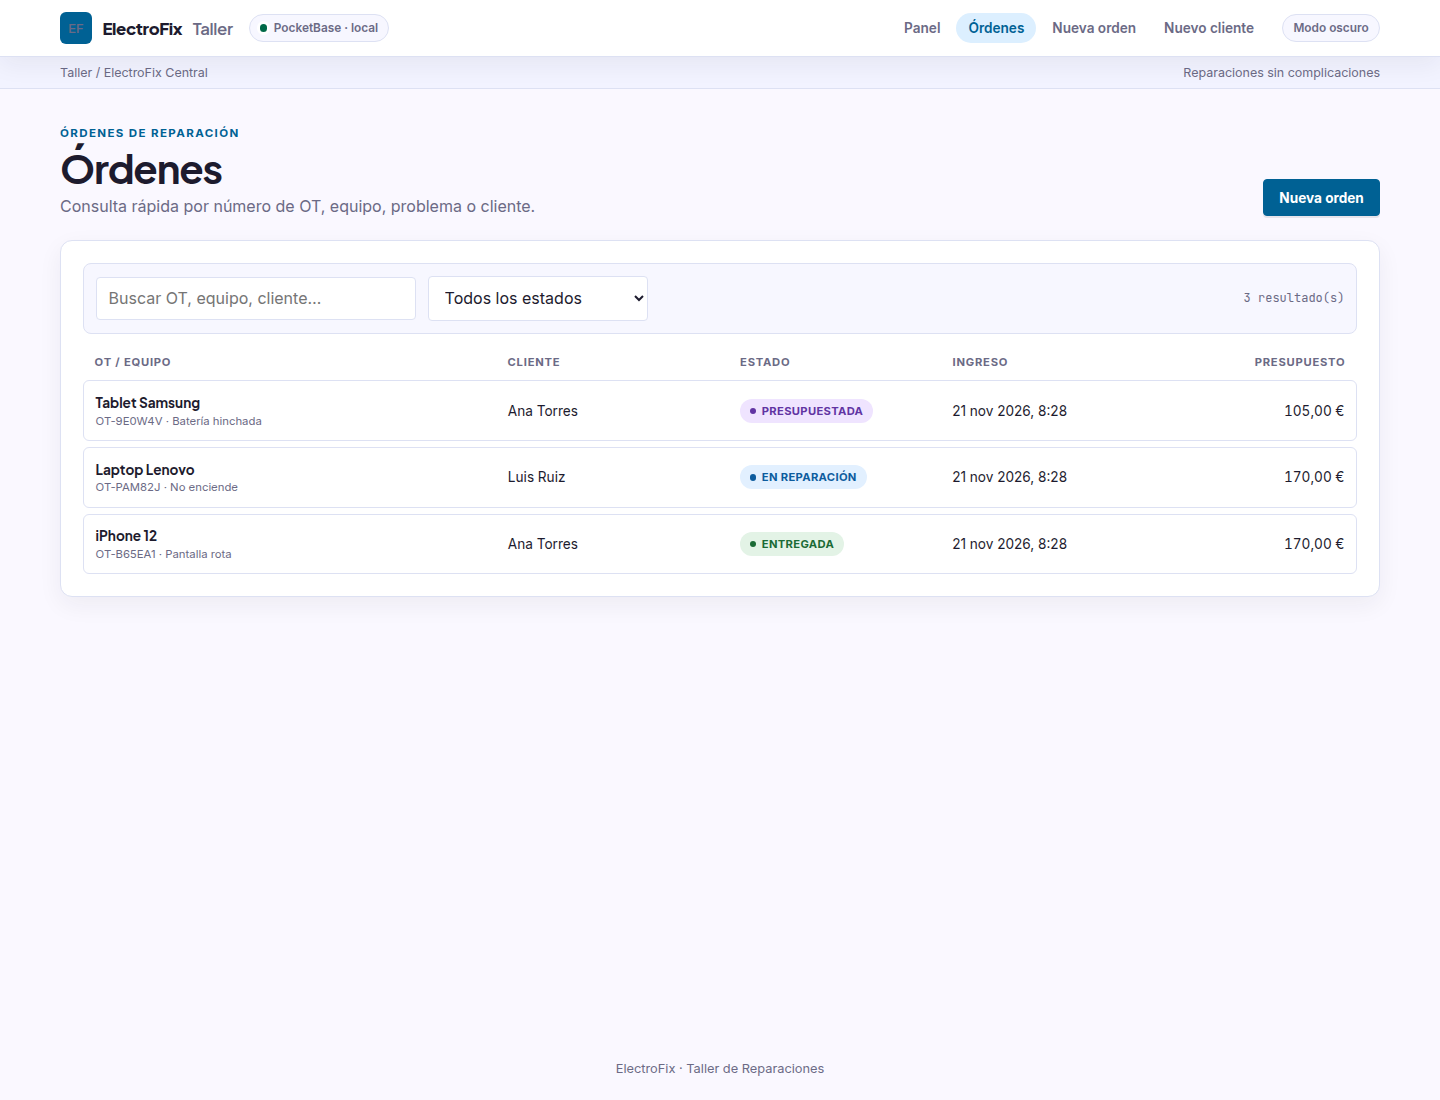 EF ElectroFix Taller PocketBase · local Panel Órdenes Nueva orden Nuevo cliente Modo oscuro
Taller / ElectroFix Central Reparaciones sin complicaciones
ÓRDENES DE REPARACIÓN
Órdenes
Consulta rápida por número de OT, equipo, problema o cliente.
Nueva orden
Buscar OT, equipo, cliente... Todos los estados 3 resultado(s)
OT / EQUIPO CLIENTE ESTADO INGRESO PRESUPUESTO
Tablet Samsung
OT-9E0W4V · Batería hinchada
Ana Torres PRESUPUESTADA 21 nov 2026, 8:28 105,00 €
Laptop Lenovo
OT-PAM82J · No enciende
Luis Ruiz EN REPARACIÓN 21 nov 2026, 8:28 170,00 €
iPhone 12
OT-B65EA1 · Pantalla rota
Ana Torres ENTREGADA 21 nov 2026, 8:28 170,00 €
ElectroFix · Taller de Reparaciones